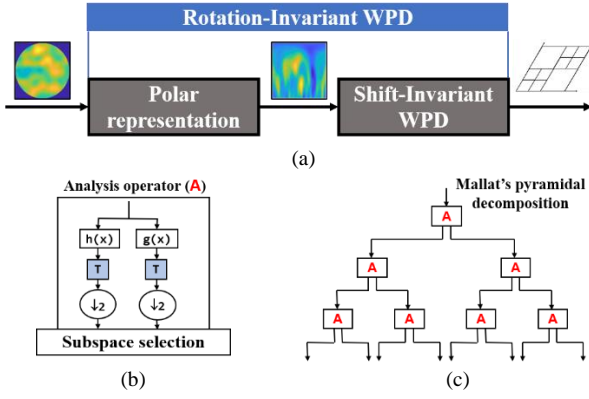 Rotation-Invariant WPD
Polar
representation
Shift-Invariant
WPD
(a)
Analysis operator (A)
h(x)
g(x)
T
T
↓2
↓2
Subspace selection
(b)
Mallat's pyramidal
decomposition
A
A
A
A
A
A
A
(c)